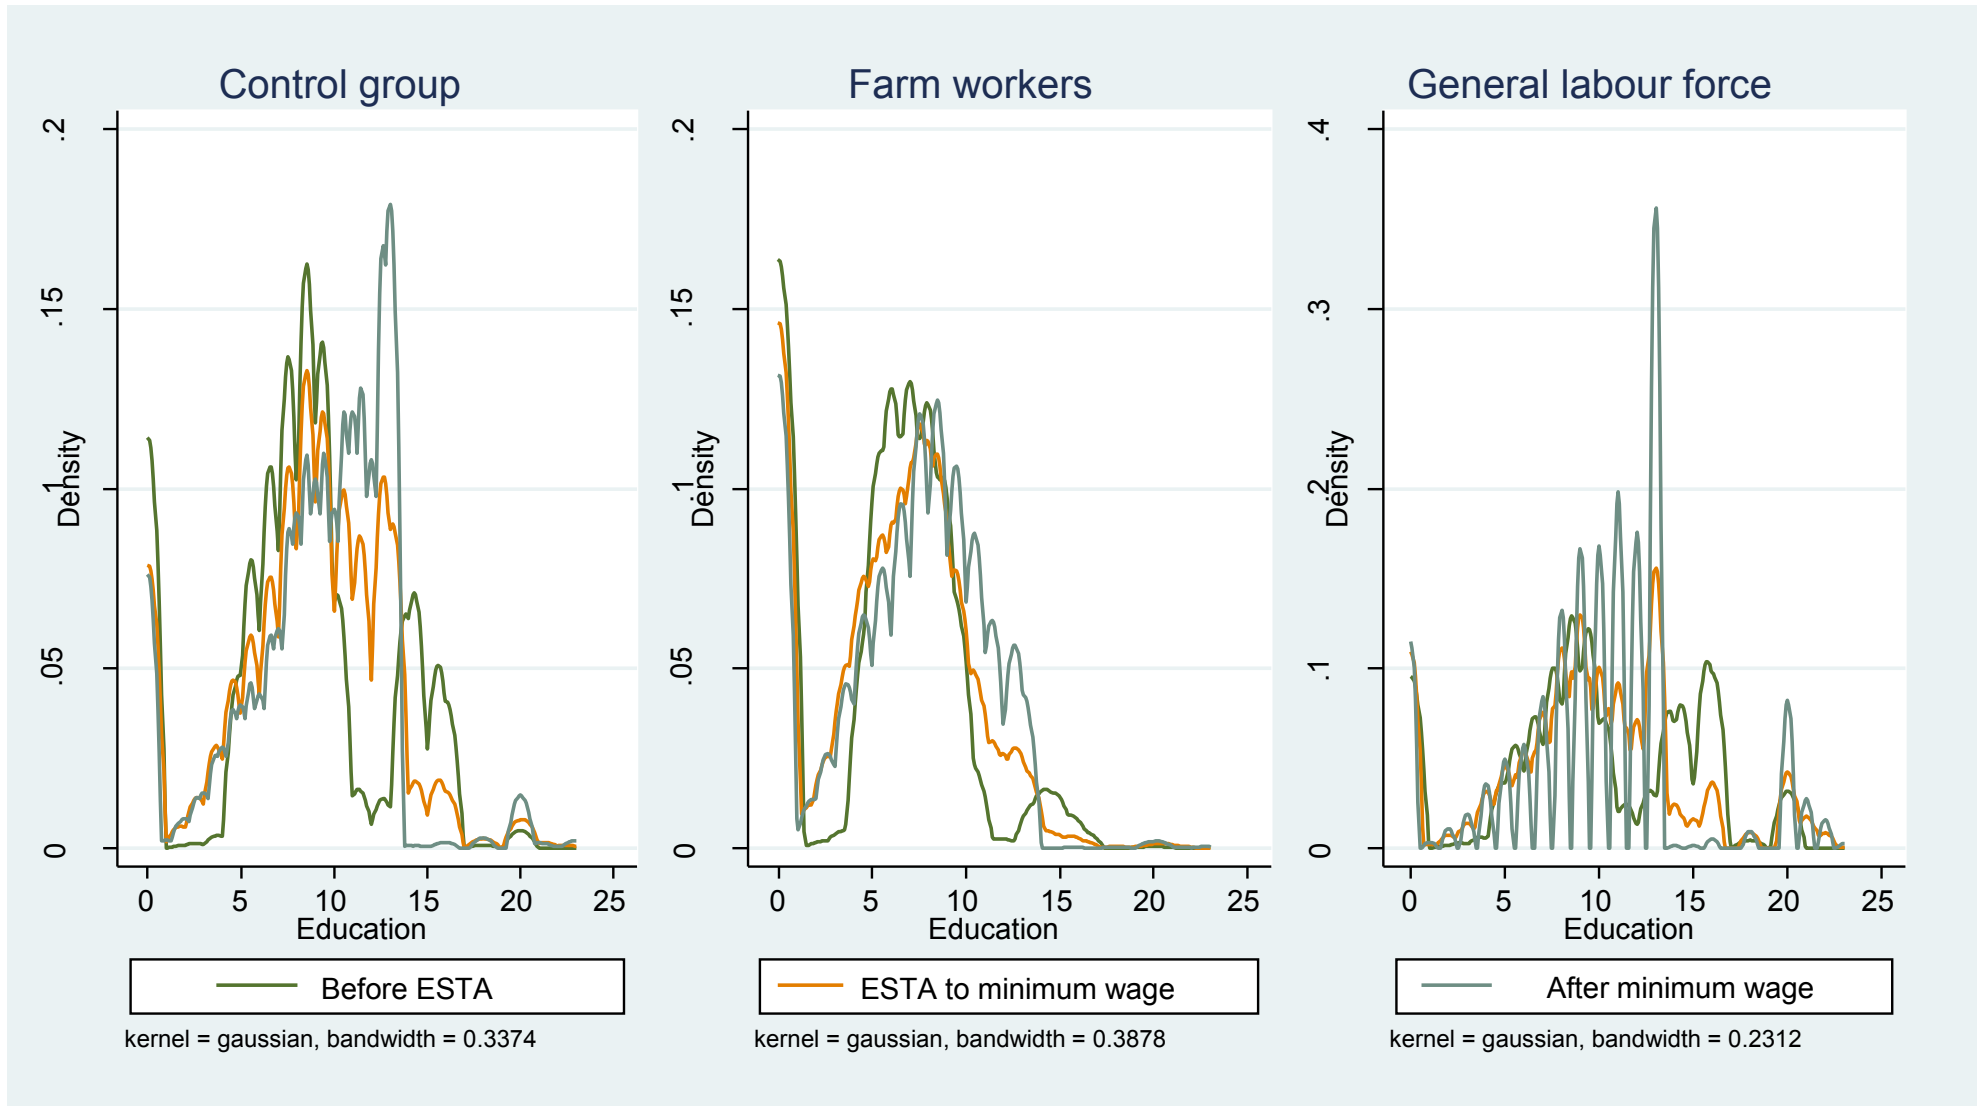 Control group
Farm workers
General labour force
Density
.2
.15
.1
.05
0
0 5 10 15 20 25
Education
Density
.2
.15
.1
.05
0
0 5 10 15 20 25
Education
Density
.4
.3
.2
.1
0
0 5 10 15 20 25
Education
Before ESTA
ESTA to minimum wage
After minimum wage
kernel = gaussian, bandwidth = 0.3374
kernel = gaussian, bandwidth = 0.3878
kernel = gaussian, bandwidth = 0.2312